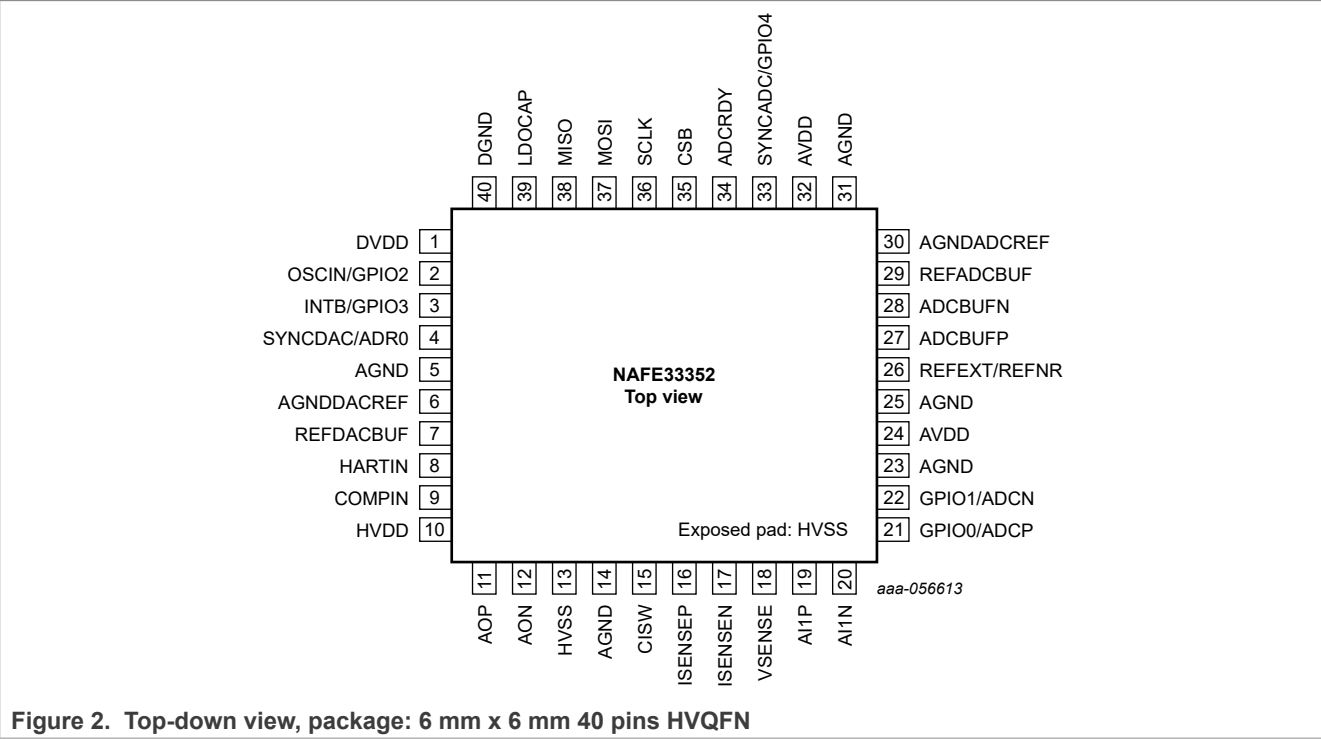 DGND
LDOCAP
MISO
MOSI
SCLK
CSB
ADCRDY
SYNCADC/GPIO4
AVDD
AGND
40 39 38 37 36 35 34 33 32 31
DVDD 1
OSCIN/GPIO2 2
INTB/GPIO3 3
SYNCDAC/ADR0 4
AGND 5
AGNDDACREF 6
REFDACBUF 7
HARTIN 8
COMPIN 9
HVDD 10
NAFE33352
Top view
Exposed pad: HVSS
30 AGNDADCREF
29 REFADCBUF
28 ADCBUFN
27 ADCBUFP
26 REFEXT/REFNR
25 AGND
24 AVDD
23 AGND
22 GPIO1/ADCN
21 GPIO0/ADCP
11 12 13 14 15 16 17 18 19 20
AOP
AON
HVSS
AGND
CISW
ISENSEP
ISENSEN
VSENSE
AI1P
AI1N
aaa-056613
Figure 2. Top-down view, package: 6 mm x 6 mm 40 pins HVQFN